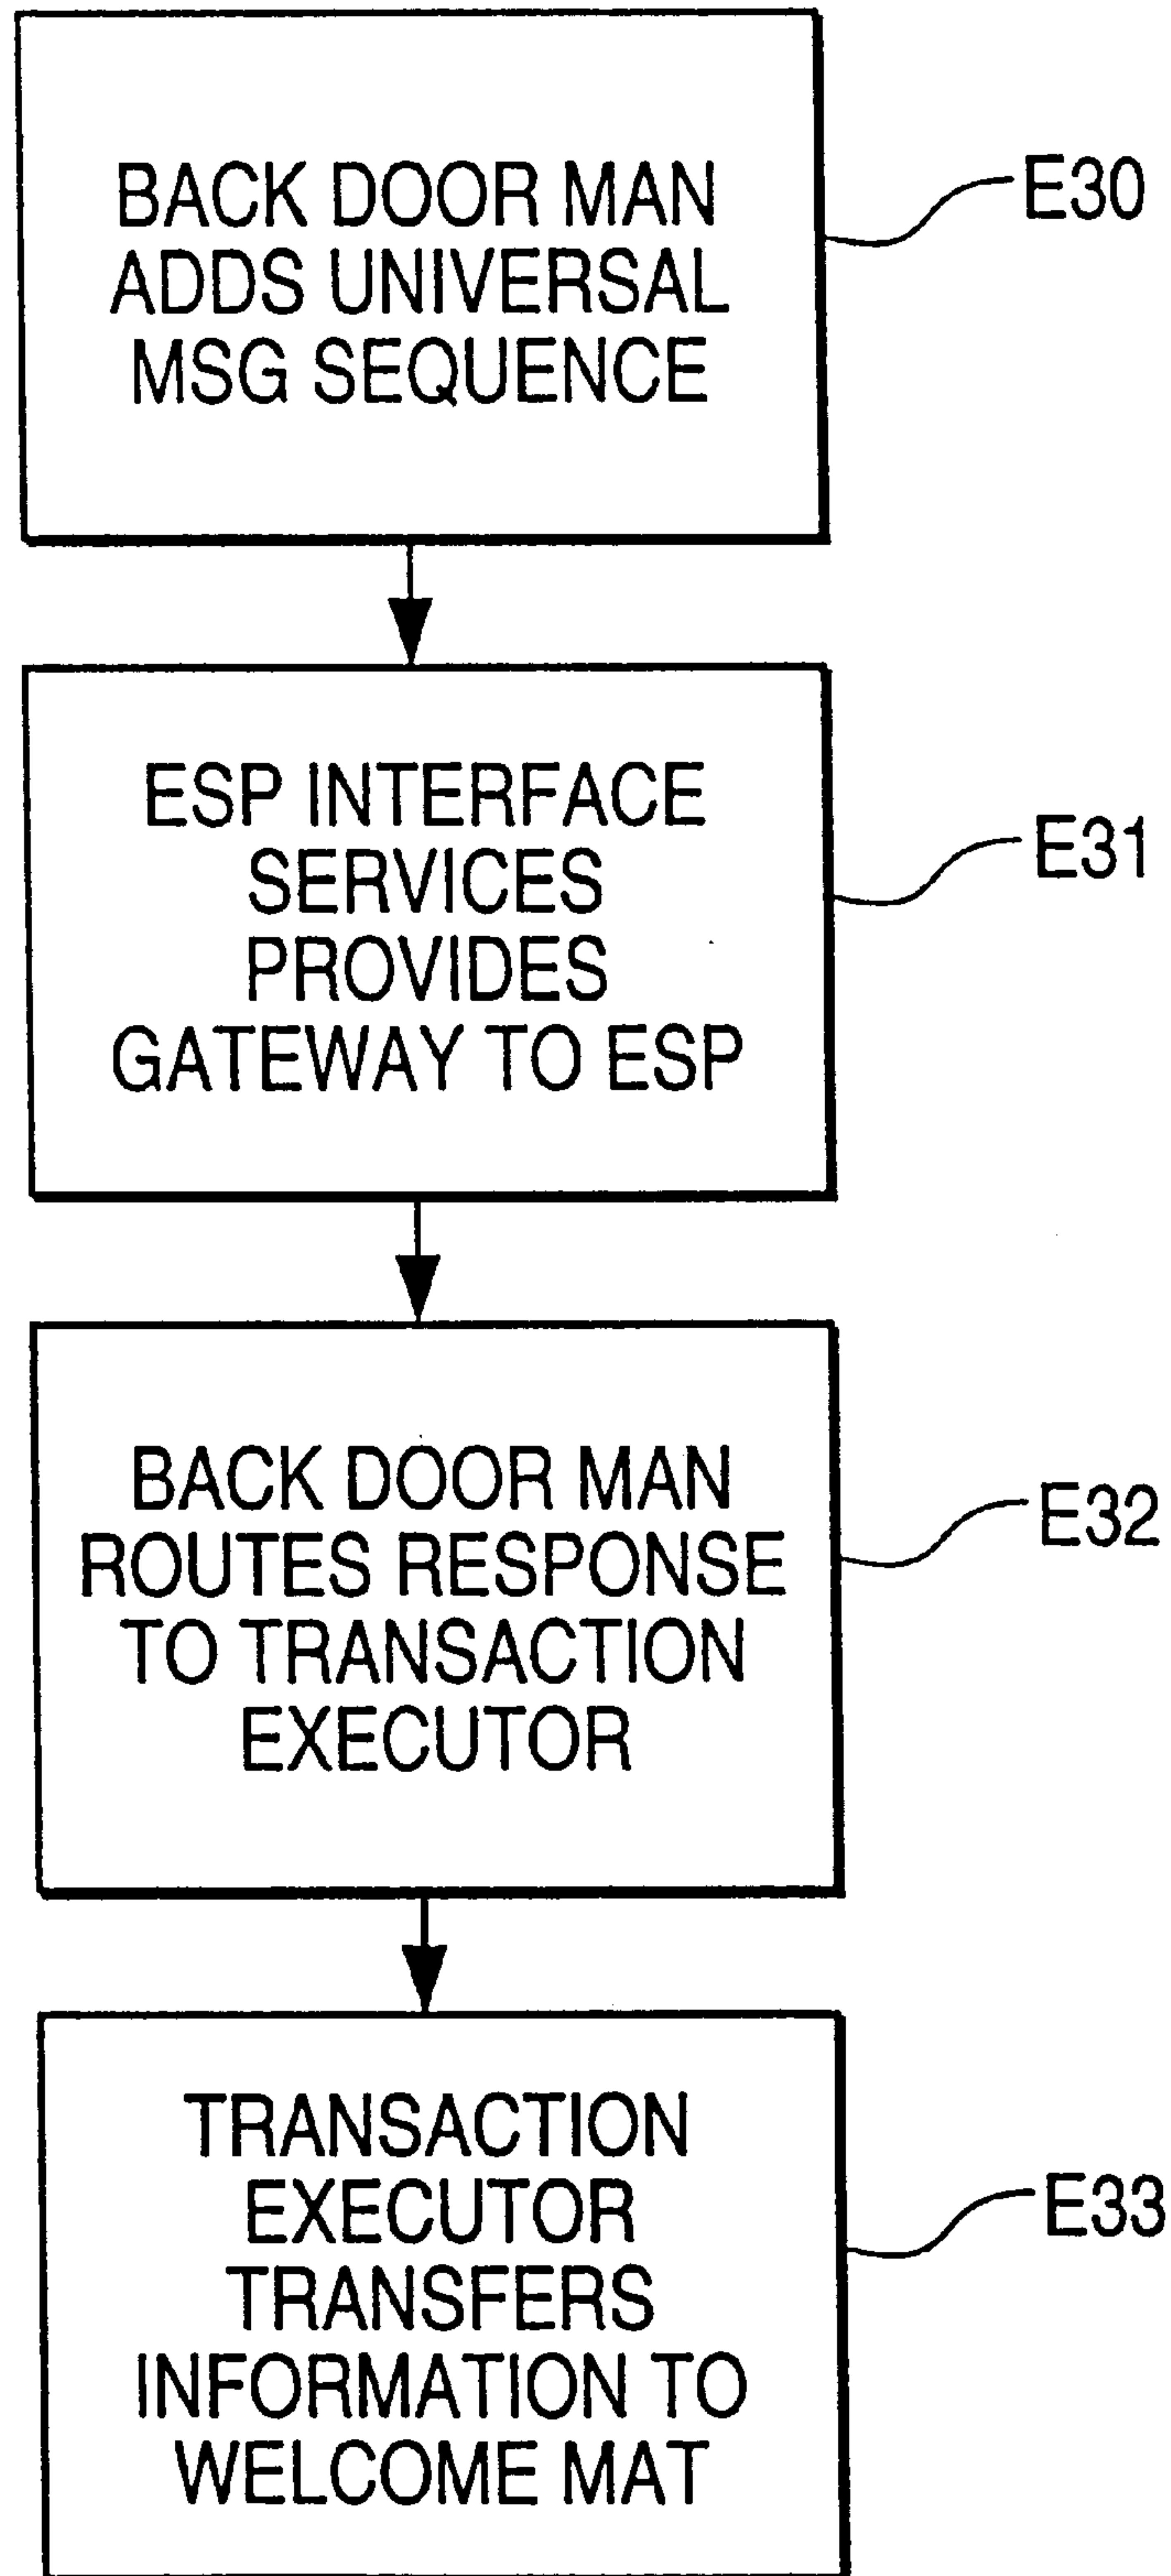 BACK DOOR MAN
ADDS UNIVERSAL
MSG SEQUENCE
E30
ESP INTERFACE
SERVICES
PROVIDES
GATEWAY TO ESP
E31
BACK DOOR MAN
ROUTES RESPONSE
TO TRANSACTION
EXECUTOR
E32
TRANSACTION
EXECUTOR
TRANSFERS
INFORMATION TO
WELCOME MAT
E33